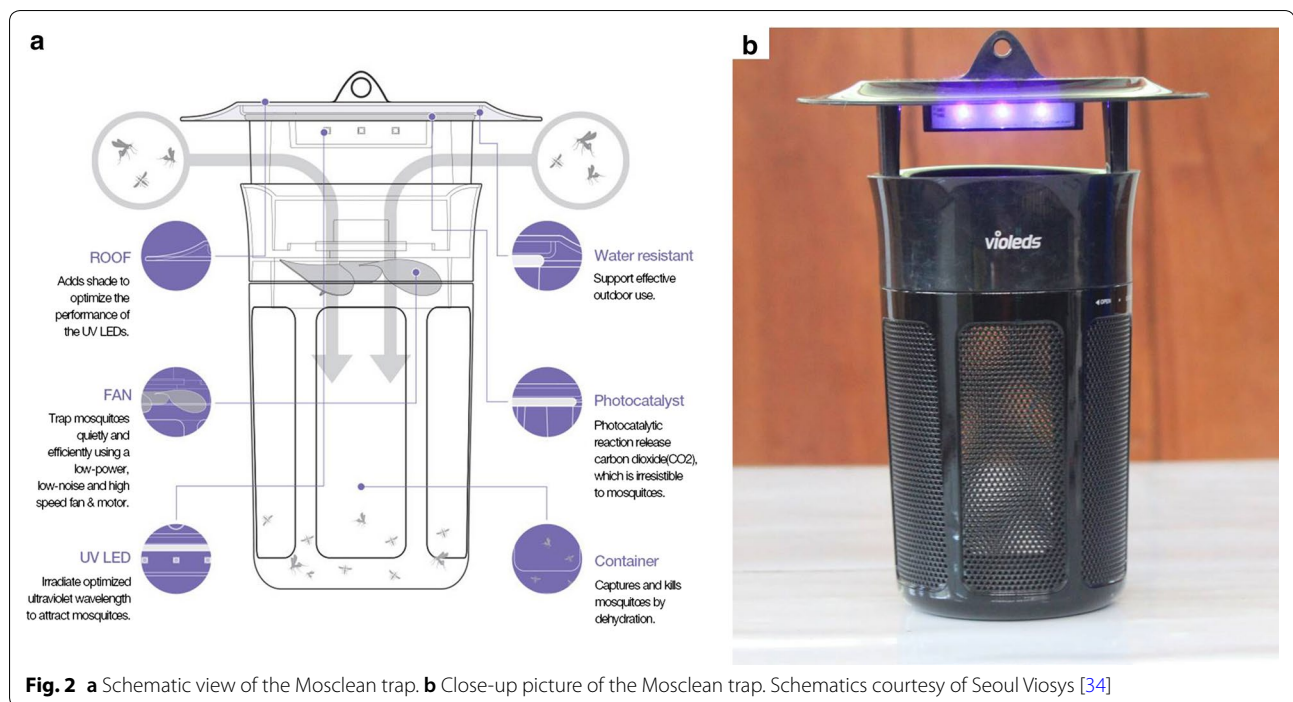 a
ROOF
Adds shade to
optimize the
performance of
the UV LEDs.
FAN
Trap mosquitoes
quietly and
efficiently using a
low-power,
low-noise and high
speed fan & motor.
UV LED
Irradiate optimized
ultraviolet wavelength
to attract mosquitoes.
Water resistant
Support effective
outdoor use.
Photocatalyst
Photocatalytic
reaction release
carbon dioxide(CO2),
which is irresistible
to mosquitoes.
Container
Captures and kills
mosquitoes by
dehydration.
b
violeds
◀OPEN
Fig. 2 a Schematic view of the Mosclean trap. b Close-up picture of the Mosclean trap. Schematics courtesy of Seoul Viosys [34]